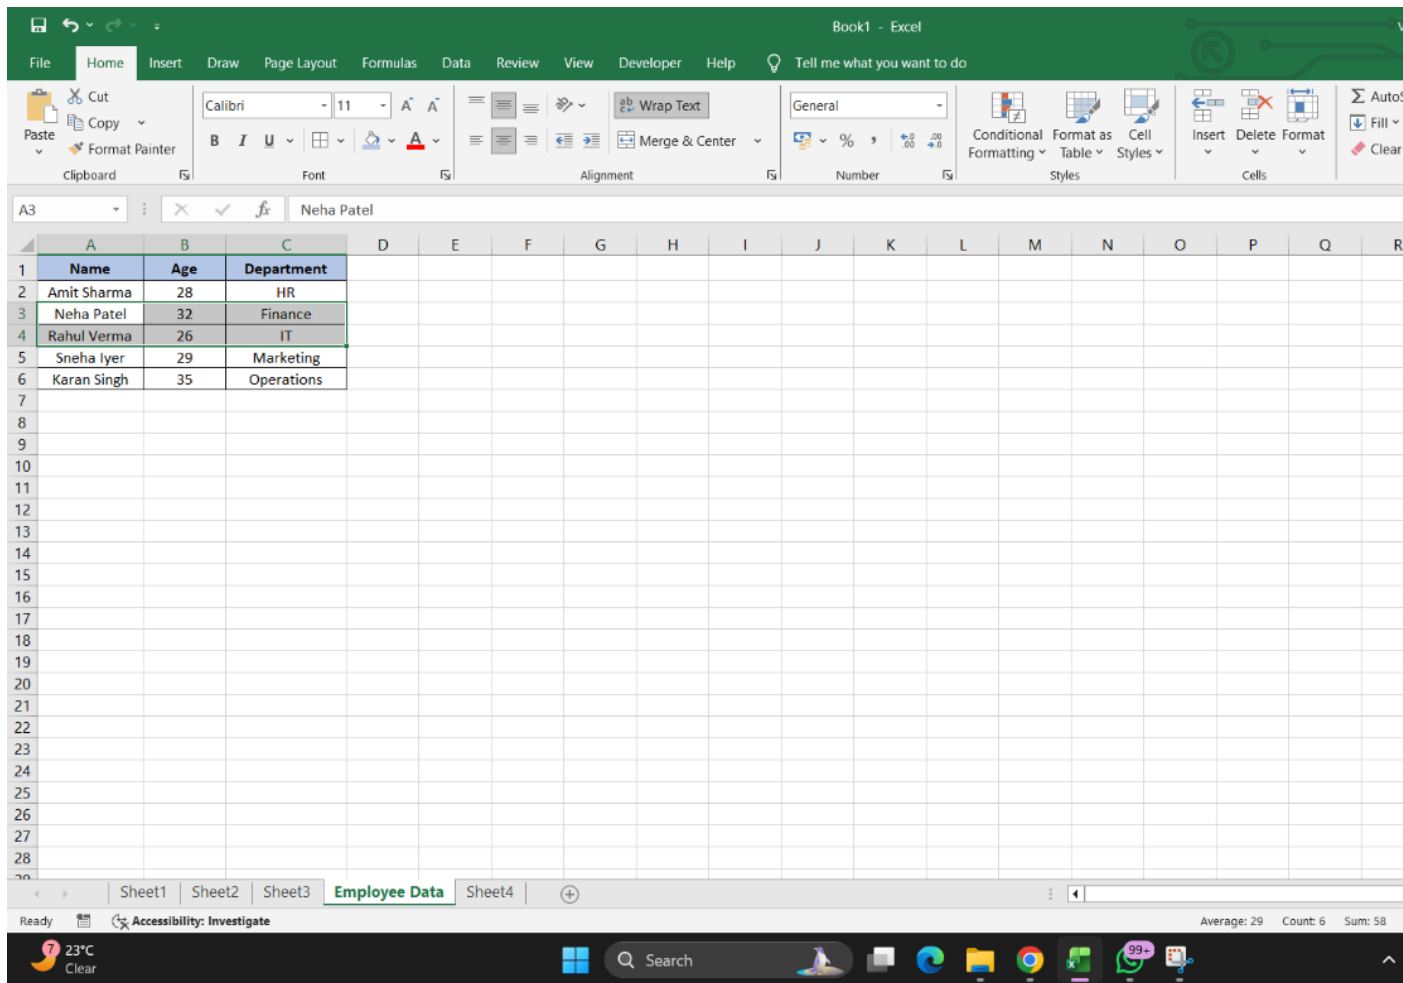 Book1 - Excel
File Home Insert Draw Page Layout Formulas Data Review View Developer Help Tell me what you want to do
Cut
Copy
Format Painter
Paste
Clipboard
Calibri 11
B I U
Font
Wrap Text
Merge & Center
Alignment
General
% ,
Number
Conditional Formatting
Format as Table
Cell Styles
Styles
Insert Delete Format
Cells
Fill
Clear
A3 fx Neha Patel
A B C D E F G H I J K L M N O P Q R
1 Name Age Department
2 Amit Sharma 28 HR
3 Neha Patel 32 Finance
4 Rahul Verma 26 IT
5 Sneha Iyer 29 Marketing
6 Karan Singh 35 Operations
7
8
9
10
11
12
13
14
15
16
17
18
19
20
21
22
23
24
25
26
27
28
Sheet1 Sheet2 Sheet3 Employee Data Sheet4
Ready Accessibility: Investigate Average: 29 Count: 6 Sum: 58
7 23°C
Clear
Search
99+